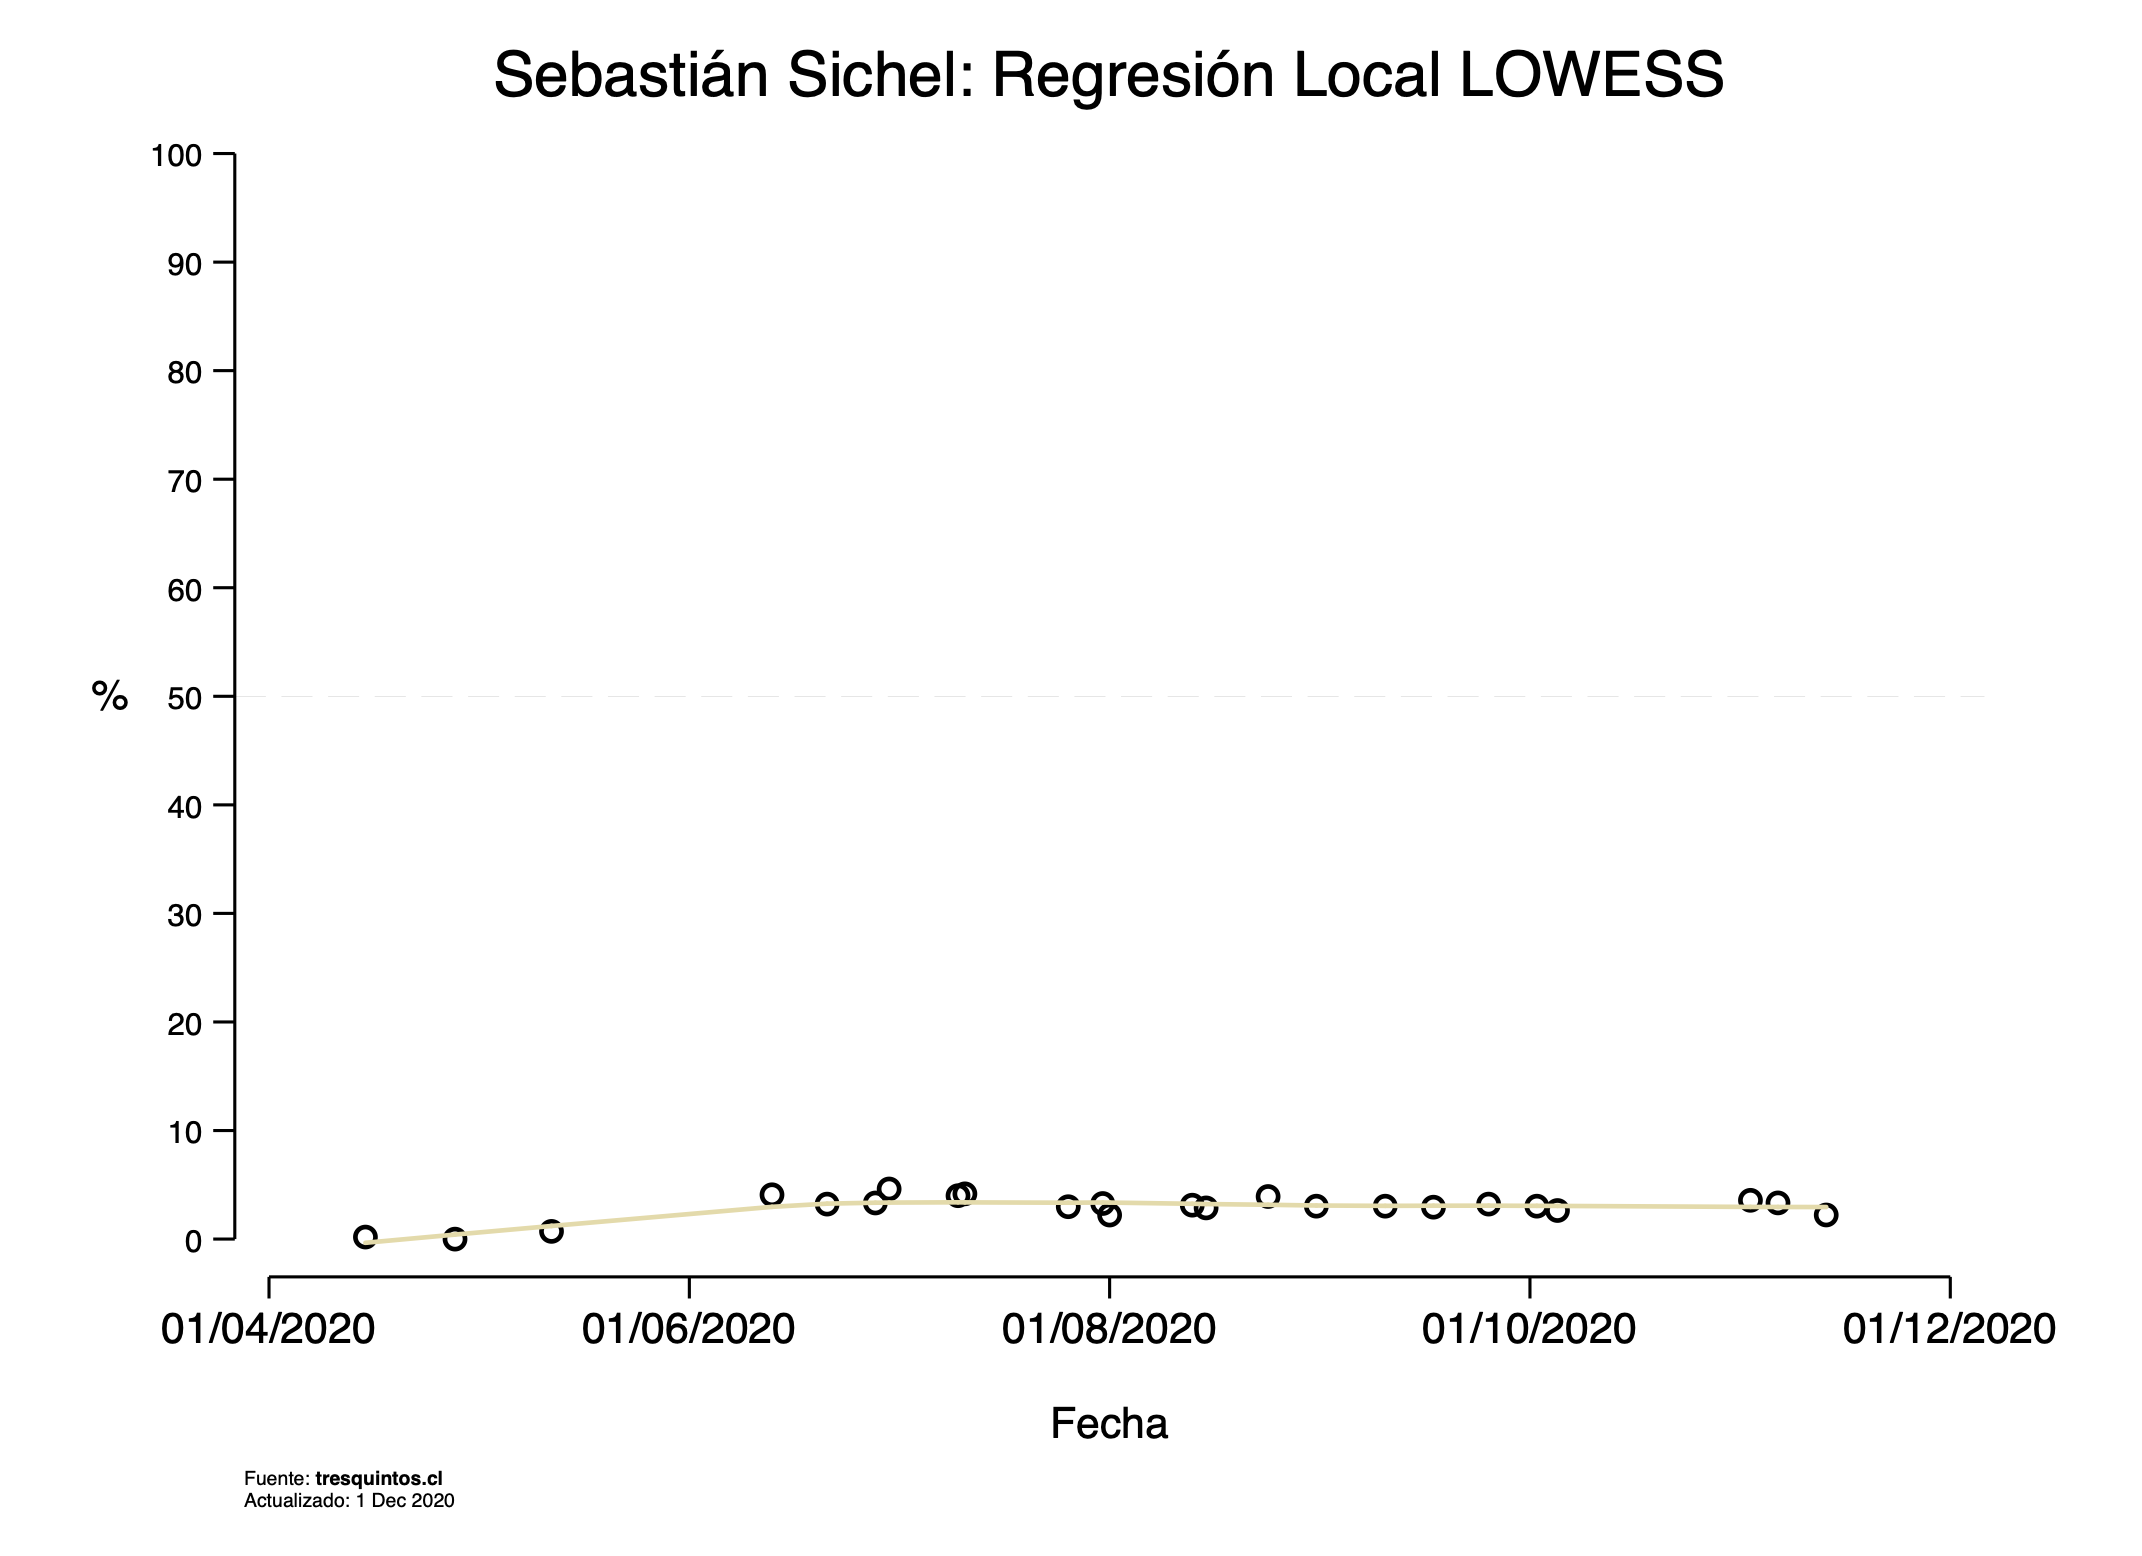 Sebastián Sichel: Regresión Local LOWESS
100
90
80
70
60
% 50
40
30
20
10
0
01/04/2020 01/06/2020 01/08/2020 01/10/2020 01/12/2020
Fecha
Fuente: tresquintos.cl
Actualizado: 1 Dec 2020